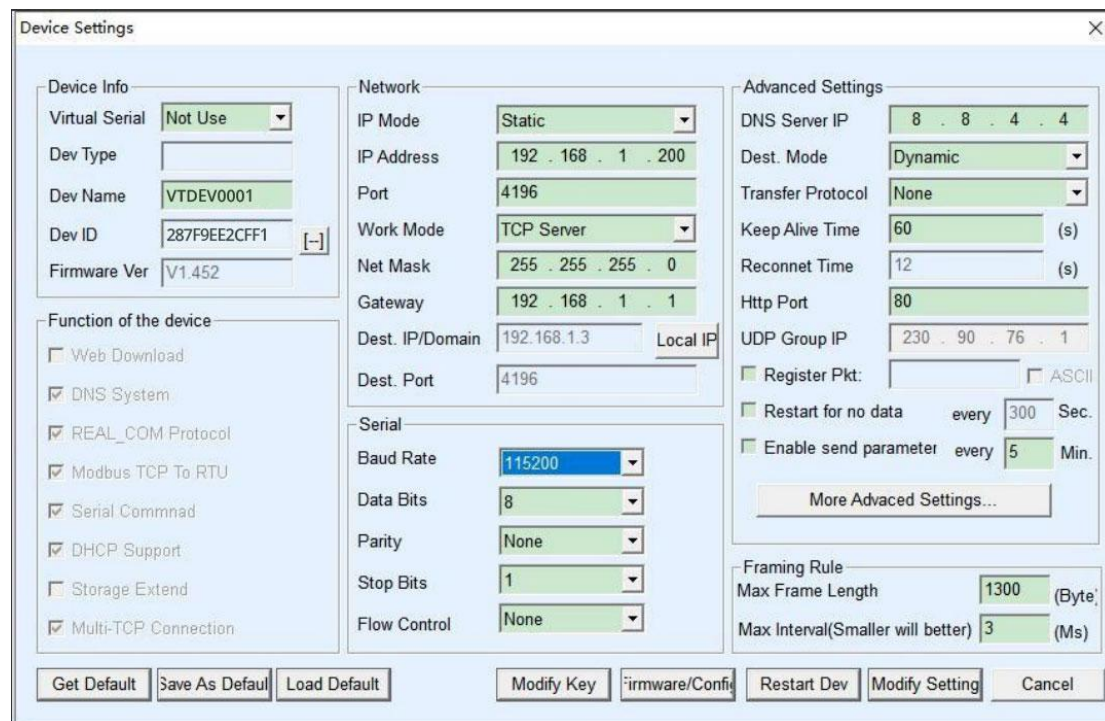 Device Settings
Device Info
Virtual Serial Not Use
Dev Type
Dev Name VTDEV0001
Dev ID 287F9EE2CFF1 [--]
Firmware Ver V1.452
Function of the device
Web Download
DNS System
REAL_COM Protocol
Modbus TCP To RTU
Serial Commnad
DHCP Support
Storage Extend
Multi-TCP Connection
Network
IP Mode Static
IP Address 192 . 168 . 1 . 200
Port 4196
Work Mode TCP Server
Net Mask 255 . 255 . 255 . 0
Gateway 192 . 168 . 1 . 1
Dest. IP/Domain 192.168.1.3 Local IP
Dest. Port 4196
Serial
Baud Rate 115200
Data Bits 8
Parity None
Stop Bits 1
Flow Control None
Advanced Settings
DNS Server IP 8 . 8 . 4 . 4
Dest. Mode Dynamic
Transfer Protocol None
Keep Alive Time 60 (s)
Reconnet Time 12 (s)
Http Port 80
UDP Group IP 230 . 90 . 76 . 1
Register Pkt: ASCII
Restart for no data every 300 Sec.
Enable send parameter every 5 Min.
More Advaced Settings...
Framing Rule
Max Frame Length 1300 (Byte)
Max Interval(Smaller will better) 3 (Ms)
Get Default Save As Defaul Load Default Modify Key Firmware/Config Restart Dev Modify Setting Cancel